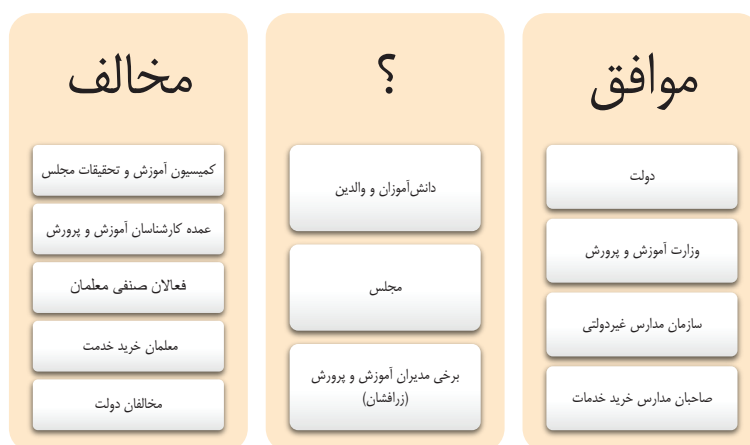 موافق
دولت
وزارت آموزش و پرورش
سازمان مدارس غیردولتی
صاحبان مدارس خرید خدمات
؟
دانش‌آموزان و والدین
مجلس
برخی مدیران آموزش و پرورش
(زرافشان)
مخالف
کمیسیون آموزش و تحقیقات مجلس
عمده کارشناسان آموزش و پرورش
فعالان صنفی معلمان
معلمان خرید خدمت
مخالفان دولت